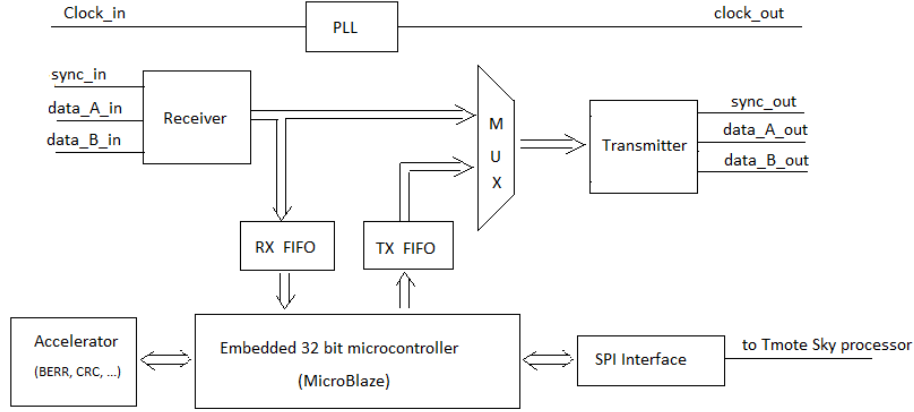 Clock_in
PLL
clock_out
sync_in
data_A_in
data_B_in
Receiver
M
U
X
Transmitter
sync_out
data_A_out
data_B_out
RX FIFO
TX FIFO
Accelerator
(BERR, CRC, ...)
Embedded 32 bit microcontroller
(MicroBlaze)
SPI Interface
to Tmote Sky processor